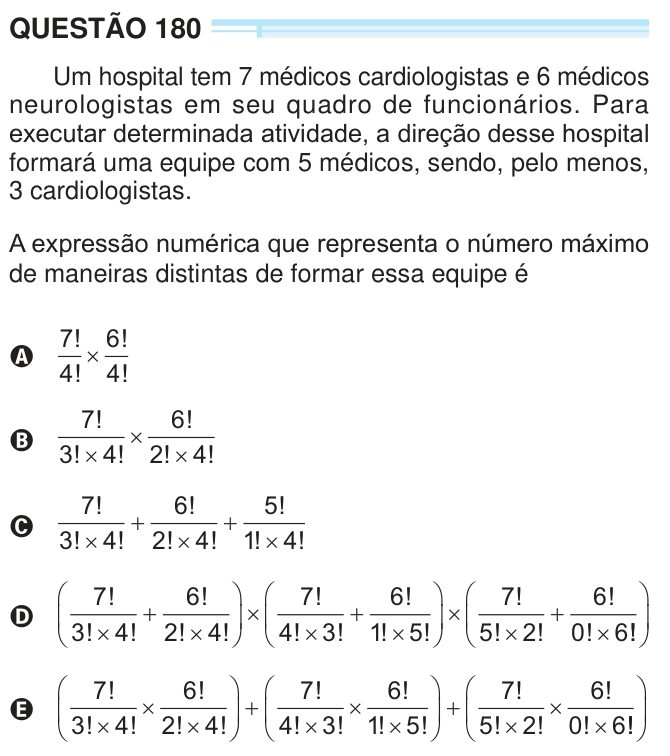 QUESTÃO 180
Um hospital tem 7 médicos cardiologistas e 6 médicos
neurologistas em seu quadro de funcionários. Para
executar determinada atividade, a direção desse hospital
formará uma equipe com 5 médicos, sendo, pelo menos,
3 cardiologistas.
A expressão numérica que representa o número máximo
de maneiras distintas de formar essa equipe é
A 7!/4! × 6!/4!
B 7!/(3! × 4!) × 6!/(2! × 4!)
C 7!/(3! × 4!) + 6!/(2! × 4!) + 5!/(1! × 4!)
D (7!/(3! × 4!) + 6!/(2! × 4!)) × (7!/(4! × 3!) + 6!/(1! × 5!)) × (7!/(5! × 2!) + 6!/(0! × 6!))
E (7!/(3! × 4!) × 6!/(2! × 4!)) + (7!/(4! × 3!) × 6!/(1! × 5!)) + (7!/(5! × 2!) × 6!/(0! × 6!))